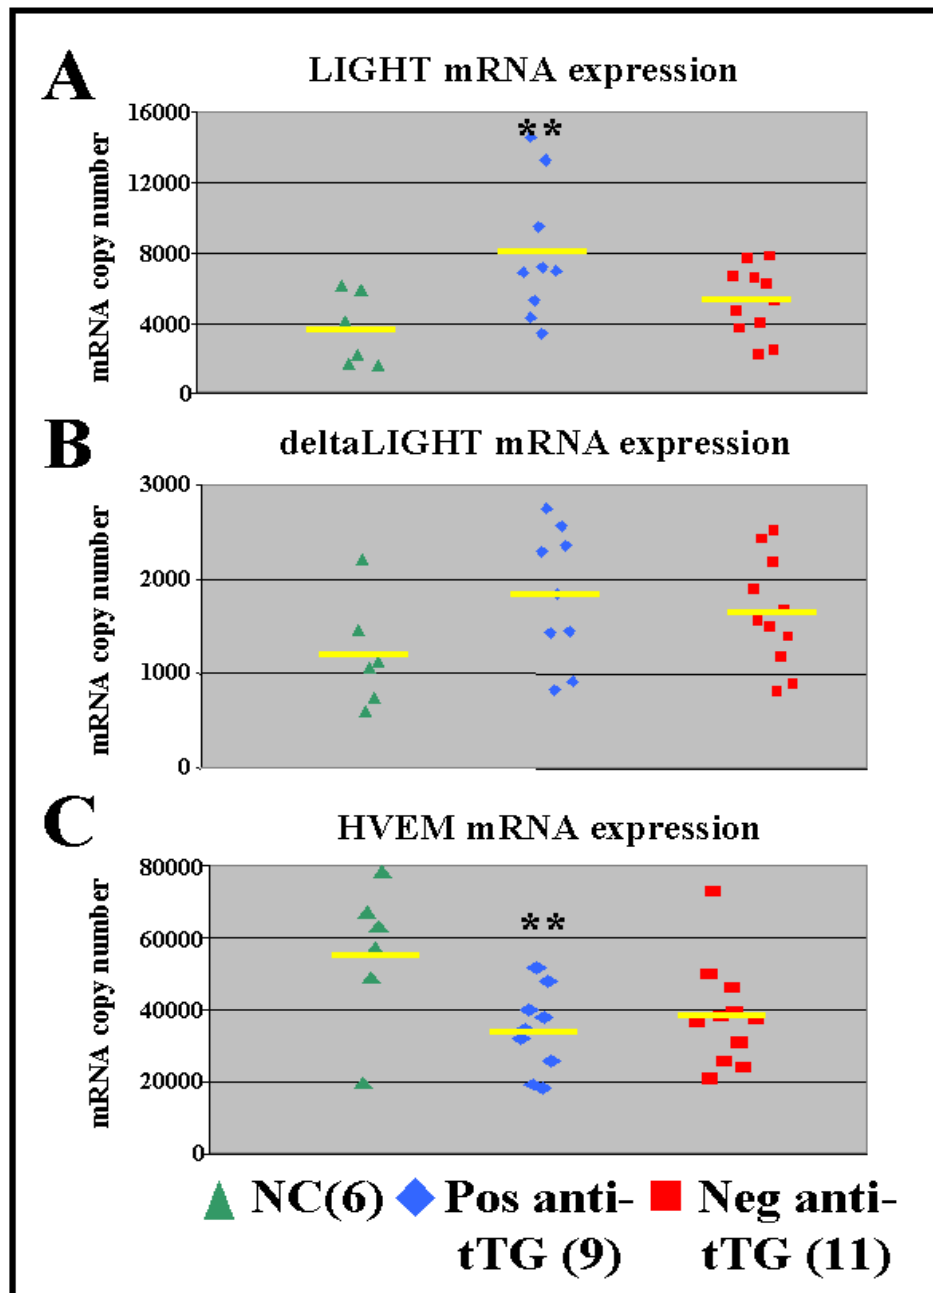 A
LIGHT mRNA expression
mRNA copy number
16000
12000
8000
4000
0
**
B
deltaLIGHT mRNA expression
mRNA copy number
3000
2000
1000
0
C
HVEM mRNA expression
mRNA copy number
80000
60000
40000
20000
0
**
NC(6) Pos anti- Neg anti-
tTG (9) tTG (11)